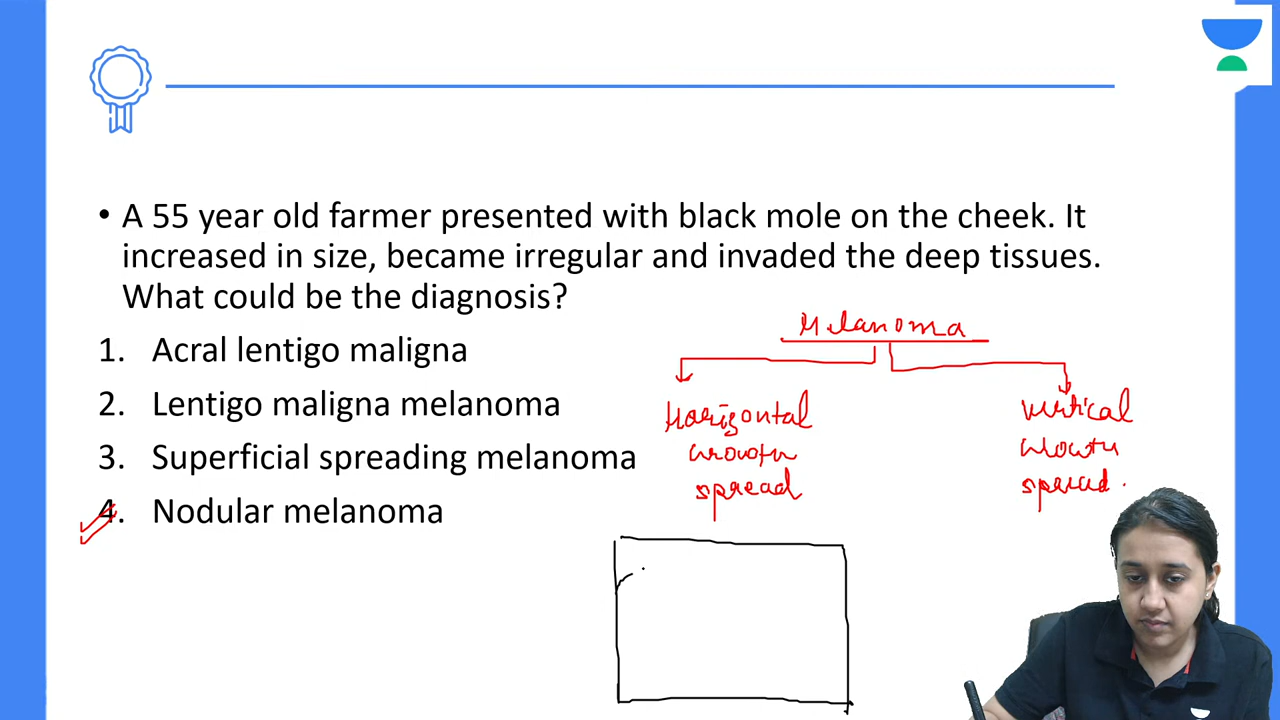 • A 55 year old farmer presented with black mole on the cheek. It
increased in size, became irregular and invaded the deep tissues.
What could be the diagnosis?
1. Acral lentigo maligna
2. Lentigo maligna melanoma
3. Superficial spreading melanoma
4. Nodular melanoma
Melanoma
Horizontal
Growth
spread
Vertical
Growth
spread